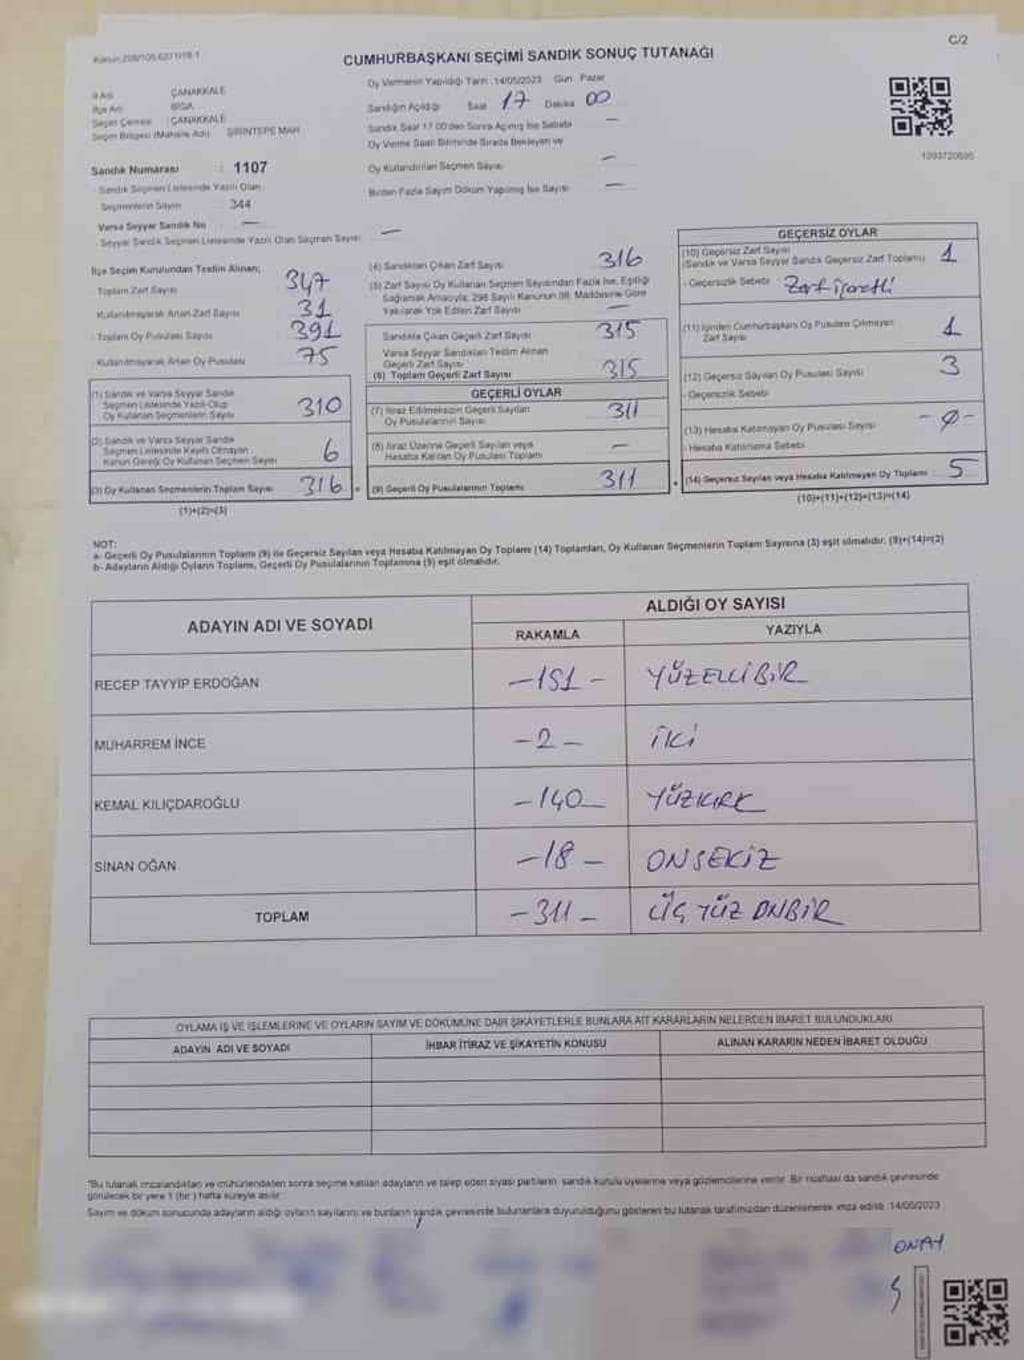 C/2
CUMHURBAŞKANI SEÇİMİ SANDIK SONUÇ TUTANAĞI
Oy Vermenin Yapıldığı Tarih :14/05/2023 Gün : Pazar
İl Adı : ÇANAKKALE
İlçe Adı : BİGA
Seçim Çevresi : ÇANAKKALE
Seçim Bölgesi (Mahalle Adı) : ŞİRİNTEPE MAH.
Sandığın Açıldığı Saat 17 Dakika 00
Sandık Saat 17.00'den Sonra Açılmış İse Sebebi —
Oy Verme Saati Bitiminde Sırada Bekleyen ve
Oy Kullandırılan Seçmen Sayısı —
Birden Fazla Sayım Döküm Yapılmış İse Sayısı —
Sandık Numarası : 1107
- Sandık Seçmen Listesinde Yazılı Olan
Seçmenlerin Sayısı : 344
Varsa Seyyar Sandık No : —
- Seyyar Sandık Seçmen Listesinde Yazılı Olan Seçmen Sayısı : —
İlçe Seçim Kurulundan Teslim Alınan;
- Toplam Zarf Sayısı : 347
- Kullanılmayarak Artan Zarf Sayısı : 31
- Toplam Oy Pusulası Sayısı : 391
- Kullanılmayarak Artan Oy Pusulası : 75
(1) Sandık ve Varsa Seyyar Sandık
Seçmen Listesinde Yazılı Olup
Oy Kullanan Seçmenlerin Sayısı : 310
(2) Sandık ve Varsa Seyyar Sandık
Seçmen Listesinde Kayıtlı Olmayan
Kanun Gereği Oy Kullanan Seçmen Sayısı : 6
(3) Oy Kullanan Seçmenlerin Toplam Sayısı : 316
(1)+(2)=(3)
(4) Sandıktan Çıkan Zarf Sayısı : 316
(5) Zarf Sayısı Oy Kullanan Seçmen Sayısından Fazla İse, Eşitliği
Sağlamak Amacıyla, 298 Sayılı Kanunun 98. Maddesine Göre
Yakılarak Yok Edilen Zarf Sayısı : —
Sandıkta Çıkan Geçerli Zarf Sayısı : 315
Varsa Seyyar Sandıktan Teslim Alınan
Geçerli Zarf Sayısı
(6) Toplam Geçerli Zarf Sayısı : 315
GEÇERLİ OYLAR
(7) İtiraz Edilmeksizin Geçerli Sayılan
Oy Pusulalarının Sayısı : 311
(8) İtiraz Üzerine Geçerli Sayılan veya
Hesaba Katılan Oy Pusulası Toplamı : —
(9) Geçerli Oy Pusulalarının Toplamı : 311
GEÇERSİZ OYLAR
(10) Geçersiz Zarf Sayısı
(Sandık ve Varsa Seyyar Sandık Geçersiz Zarf Toplamı) : 1
- Geçersizlik Sebebi : Zarf işaretli
(11) İçinden Cumhurbaşkanı Oy Pusulası Çıkmayan
Zarf Sayısı : 1
(12) Geçersiz Sayılan Oy Pusulası Sayısı : 3
- Geçersizlik Sebebi :
(13) Hesaba Katılmayan Oy Pusulası Sayısı : -0-
- Hesaba Katılmama Sebebi :
(14) Geçersiz Sayılan veya Hesaba Katılmayan Oy Toplamı : 5
(10)+(11)+(12)+(13)=(14)
NOT:
a- Geçerli Oy Pusulalarının Toplamı (9) ile Geçersiz Sayılan veya Hesaba Katılmayan Oy Toplamı (14) Toplamları, Oy Kullanan Seçmenlerin Toplam Sayısına (3) eşit olmalıdır. (9)+(14)=(3)
b- Adayların Aldığı Oyların Toplamı, Geçerli Oy Pusulalarının Toplamına (9) eşit olmalıdır.
ADAYIN ADI VE SOYADI
ALDIĞI OY SAYISI
RAKAMLA YAZIYLA
RECEP TAYYIP ERDOĞAN -151- YÜZELLİBİR
MUHARREM İNCE -2- İKİ
KEMAL KILIÇDAROĞLU -140- YÜZKIRK
SİNAN OĞAN -18- ONSEKİZ
TOPLAM -311- ÜÇ YÜZ ONBİR
OYLAMA İŞ VE İŞLEMLERİNE VE OYLARIN SAYIM VE DÖKÜMÜNE DAİR ŞİKAYETLERLE BUNLARA AİT KARARLARIN NELERDEN İBARET BULUNDUKLARI
ADAYIN ADI VE SOYADI İHBAR İTİRAZ VE ŞİKAYETİN KONUSU ALINAN KARARIN NEDEN İBARET OLDUĞU
*Bu tutanak imzalandıktan ve mühürlendikten sonra seçime katılan adayların ve talep eden siyasi partilerin sandık kurulu üyelerine veya gözlemcilerine verilir. Bir nüshası da sandık çevresinde
görülecek bir yere 1 (bir) hafta süreyle asılır.
Sayım ve döküm sonucunda adayların aldığı oyların sayılarını ve bunların sandık çevresinde bulunanlara duyurulduğunu gösteren bu tutanak tarafımızdan düzenlenerek imza edildi. 14/05/2023
ONAY